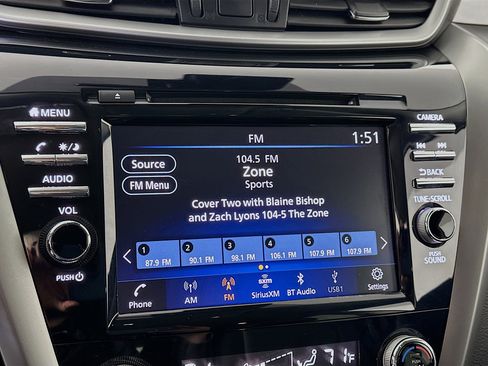 MENU
CAMERA
FM
1:51
Source
104.5 FM
Zone
Sports
FM Menu
AUDIO
BACK
Cover Two with Blaine Bishop
and Zach Lyons 104-5 The Zone
VOL
TUNE·SCROLL
1 2 3 4 5 6
87.9 FM 90.1 FM 98.1 FM 106.1 FM 107.9 FM 107.9 FM
PUSH
PUSH
SOUND
Phone
AM
FM
SiriusXM
BT Audio
USB1
Settings
71°F